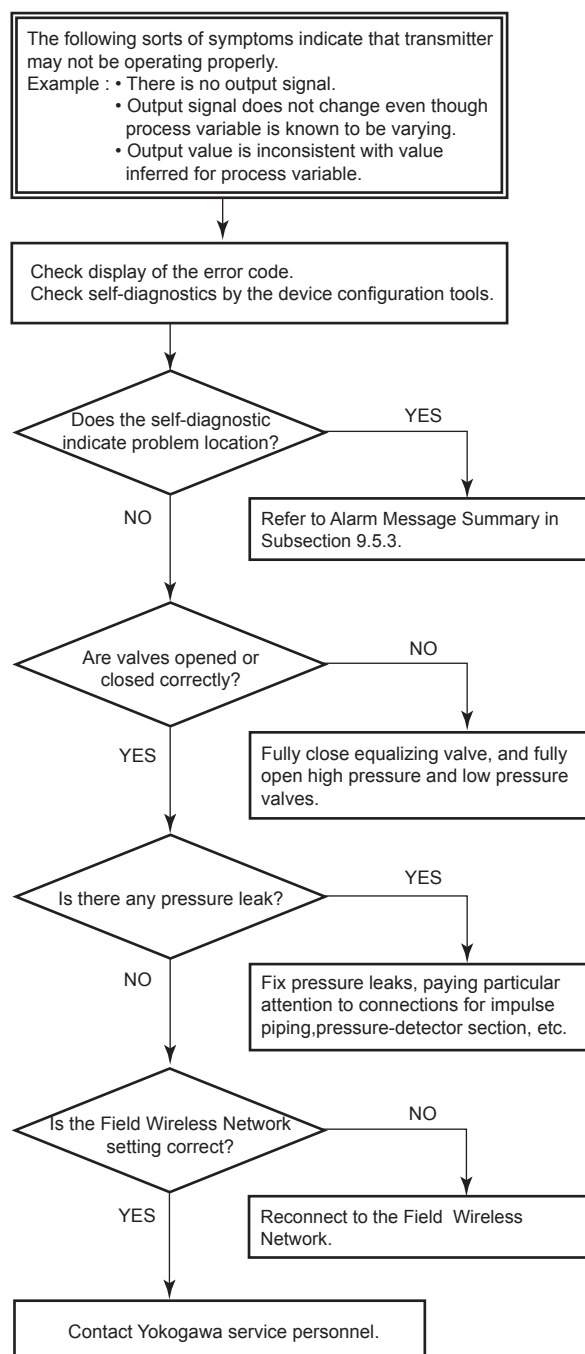 The following sorts of symptoms indicate that transmitter
may not be operating properly.
Example : • There is no output signal.
• Output signal does not change even though
process variable is known to be varying.
• Output value is inconsistent with value
inferred for process variable.
Check display of the error code.
Check self-diagnostics by the device configuration tools.
Does the self-diagnostic
indicate problem location?
YES
NO
Refer to Alarm Message Summary in
Subsection 9.5.3.
Are valves opened or
closed correctly?
NO
YES
Fully close equalizing valve, and fully
open high pressure and low pressure
valves.
Is there any pressure leak?
YES
NO
Fix pressure leaks, paying particular
attention to connections for impulse
piping,pressure-detector section, etc.
Is the Field Wireless Network
setting correct?
NO
YES
Reconnect to the Field Wireless
Network.
Contact Yokogawa service personnel.